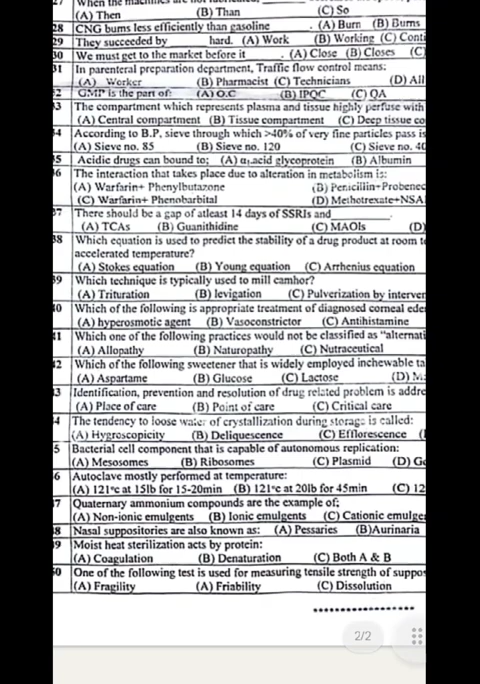 27 When the machines are not
(A) Then (B) Than (C) So
28 CNG bums less efficiently than gasoline . (A) Burn (B) Bums
29 They succeeded by hard. (A) Work (B) Working (C) Conti
30 We must get to the market before it . (A) Close (B) Closes (C)
31 In parenteral preparation department, Traffic flow control means:
(A) Worker (B) Pharmacist (C) Technicians (D) All
32 GMP is the part of: (A) O.C (B) IPQC (C) QA
33 The compartment which represents plasma and tissue highly perfuse with
(A) Central compartment (B) Tissue compartment (C) Deep tissue co
34 According to B.P, sieve through which >40% of very fine particles pass is
(A) Sieve no. 85 (B) Sieve no. 120 (C) Sieve no. 40
35 Acidic drugs can bound to; (A) α₁.acid glycoprotein (B) Albumin
36 The interaction that takes place due to alteration in metabolism is:
(A) Warfarin+ Phenylbutazone (B) Penicillin+Probenec
(C) Warfarin+ Phenobarbital (D) Methotrexate+NSA
37 There should be a gap of atleast 14 days of SSRIs and .
(A) TCAs (B) Guanithidine (C) MAOIs (D)
38 Which equation is used to predict the stability of a drug product at room t
accelerated temperature?
(A) Stokes equation (B) Young equation (C) Arrhenius equation
39 Which technique is typically used to mill camhor?
(A) Trituration (B) levigation (C) Pulverization by interver
40 Which of the following is appropriate treatment of diagnosed corneal ede
(A) hyperosmotic agent (B) Vasoconstrictor (C) Antihistamine
41 Which one of the following practices would not be classified as "alternati
(A) Allopathy (B) Naturopathy (C) Nutraceutical
42 Which of the following sweetener that is widely employed inchewable ta
(A) Aspartame (B) Glucose (C) Lactose (D) M
43 Identification, prevention and resolution of drug related problem is addre
(A) Place of care (B) Point of care (C) Critical care
44 The tendency to loose water of crystallization during storage is called:
(A) Hygroscopicity (B) Deliquescence (C) Efflorescence (
45 Bacterial cell component that is capable of autonomous replication:
(A) Mesosomes (B) Ribosomes (C) Plasmid (D) Go
46 Autoclave mostly performed at temperature:
(A) 121°c at 15lb for 15-20min (B) 121°c at 20lb for 45min (C) 12
47 Quaternary ammonium compounds are the example of;
(A) Non-ionic emulgents (B) Ionic emulgents (C) Cationic emulge
48 Nasal suppositories are also known as: (A) Pessaries (B)Aurinaria
49 Moist heat sterilization acts by protein:
(A) Coagulation (B) Denaturation (C) Both A & B
50 One of the following test is used for measuring tensile strength of suppo
(A) Fragility (A) Friability (C) Dissolution
********************
2/2